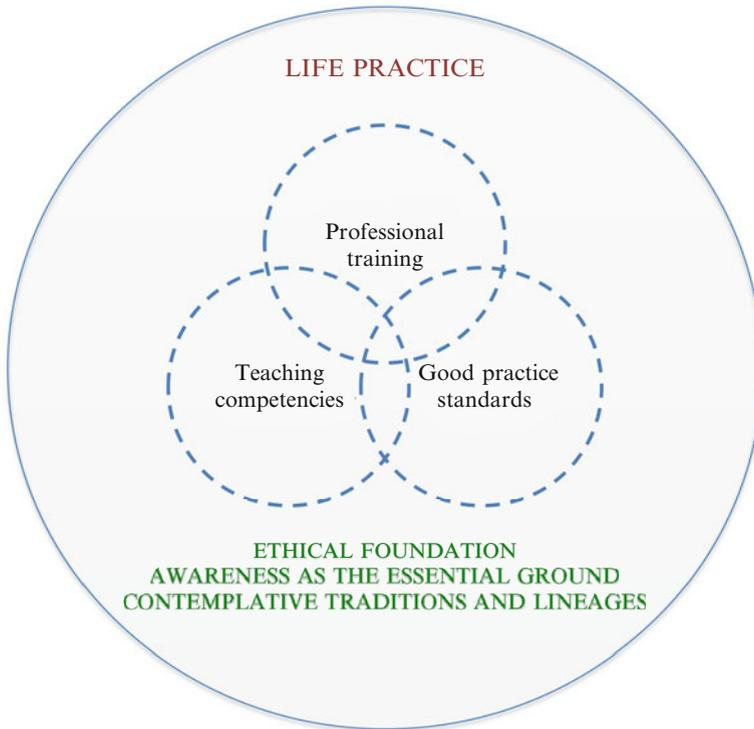 LIFE PRACTICE
Professional
training
Teaching
competencies
Good practice
standards
ETHICAL FOUNDATION
AWARENESS AS THE ESSENTIAL GROUND
CONTEMPLATIVE TRADITIONS AND LINEAGES